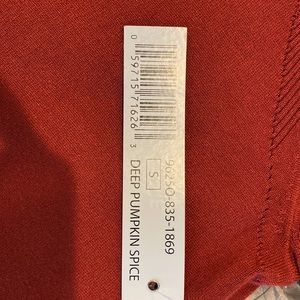 0 59715 71626 3
96250-835-1869
S
DEEP PUMPKIN SPICE